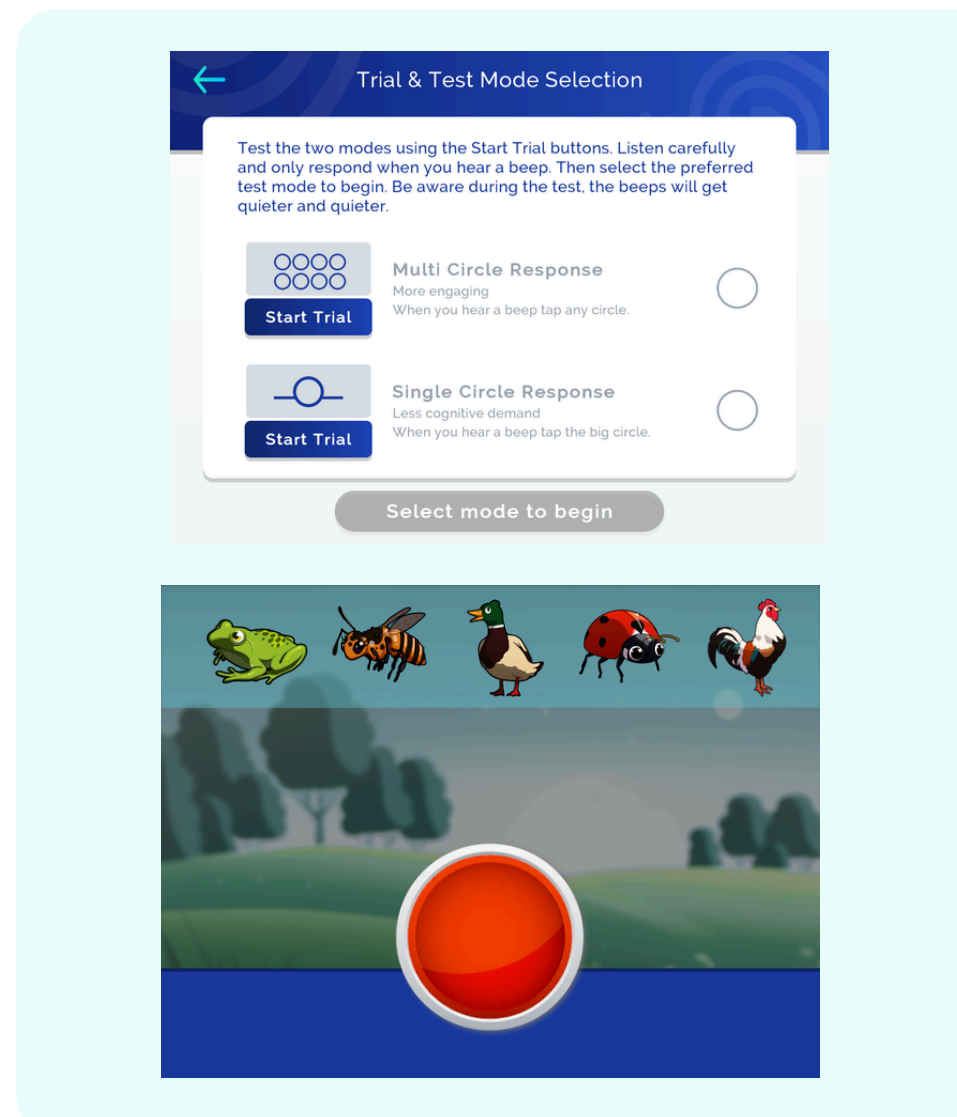 Trial & Test Mode Selection
Test the two modes using the Start Trial buttons. Listen carefully
and only respond when you hear a beep. Then select the preferred
test mode to begin. Be aware during the test, the beeps will get
quieter and quieter.
Multi Circle Response
More engaging
When you hear a beep tap any circle.
Start Trial
Single Circle Response
Less cognitive demand
When you hear a beep tap the big circle.
Start Trial
Select mode to begin